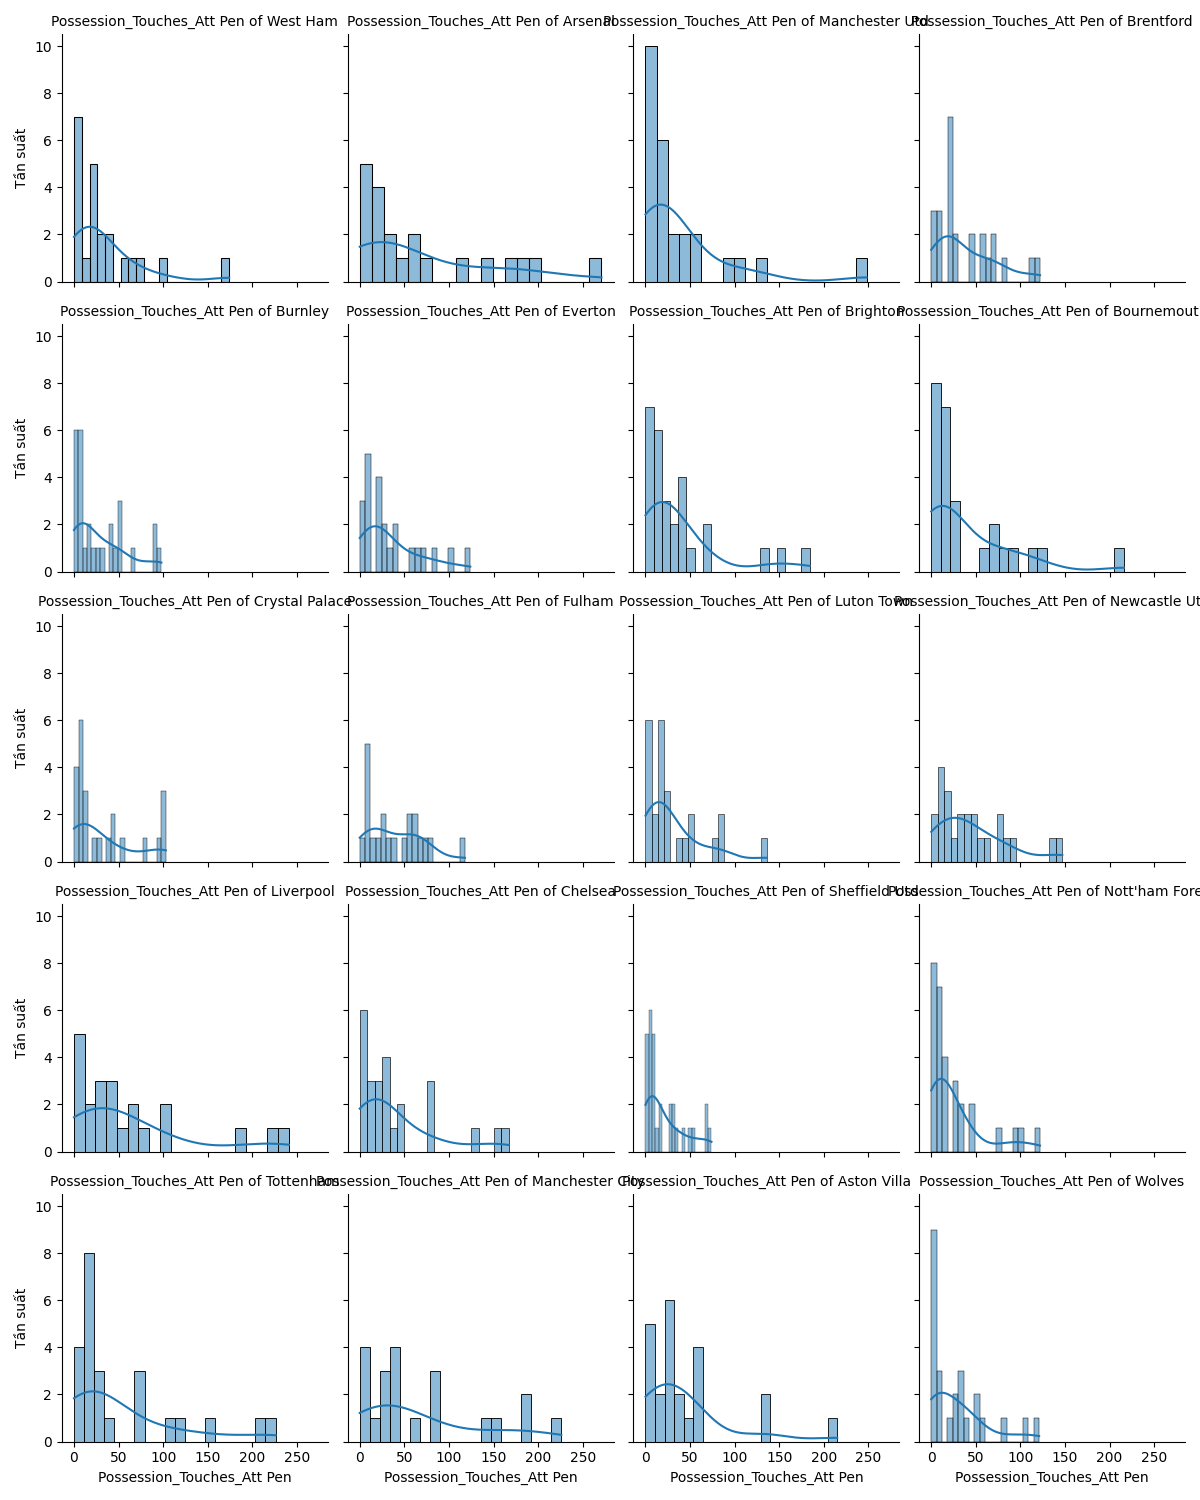 Possession_Touches_Att Pen of West Ham
Possession_Touches_Att Pen of Arsenal
Possession_Touches_Att Pen of Manchester Utd
Possession_Touches_Att Pen of Brentford
10
8
6
4
2
0
Tần suất
Possession_Touches_Att Pen of Burnley
Possession_Touches_Att Pen of Everton
Possession_Touches_Att Pen of Brighton
Possession_Touches_Att Pen of Bournemout
10
8
6
4
2
0
Tần suất
Possession_Touches_Att Pen of Crystal Palace
Possession_Touches_Att Pen of Fulham
Possession_Touches_Att Pen of Luton Town
Possession_Touches_Att Pen of Newcastle Ut
10
8
6
4
2
0
Tần suất
Possession_Touches_Att Pen of Liverpool
Possession_Touches_Att Pen of Chelsea
Possession_Touches_Att Pen of Sheffield Utd
Possession_Touches_Att Pen of Nott'ham Fore
10
8
6
4
2
0
Tần suất
Possession_Touches_Att Pen of Tottenham
Possession_Touches_Att Pen of Manchester City
Possession_Touches_Att Pen of Aston Villa
Possession_Touches_Att Pen of Wolves
10
8
6
4
2
0
Tần suất
0 50 100 150 200 250
0 50 100 150 200 250
0 50 100 150 200 250
0 50 100 150 200 250
Possession_Touches_Att Pen
Possession_Touches_Att Pen
Possession_Touches_Att Pen
Possession_Touches_Att Pen